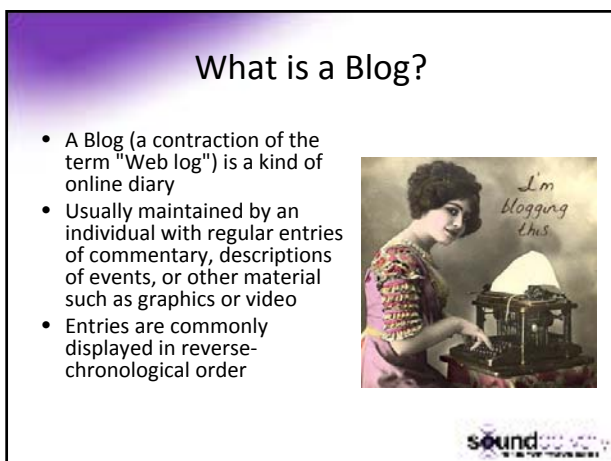 What is a Blog?
• A Blog (a contraction of the
term "Web log") is a kind of
online diary
• Usually maintained by an
individual with regular entries
of commentary, descriptions
of events, or other material
such as graphics or video
• Entries are commonly
displayed in reverse-
chronological order
I'm
blogging
this
sound